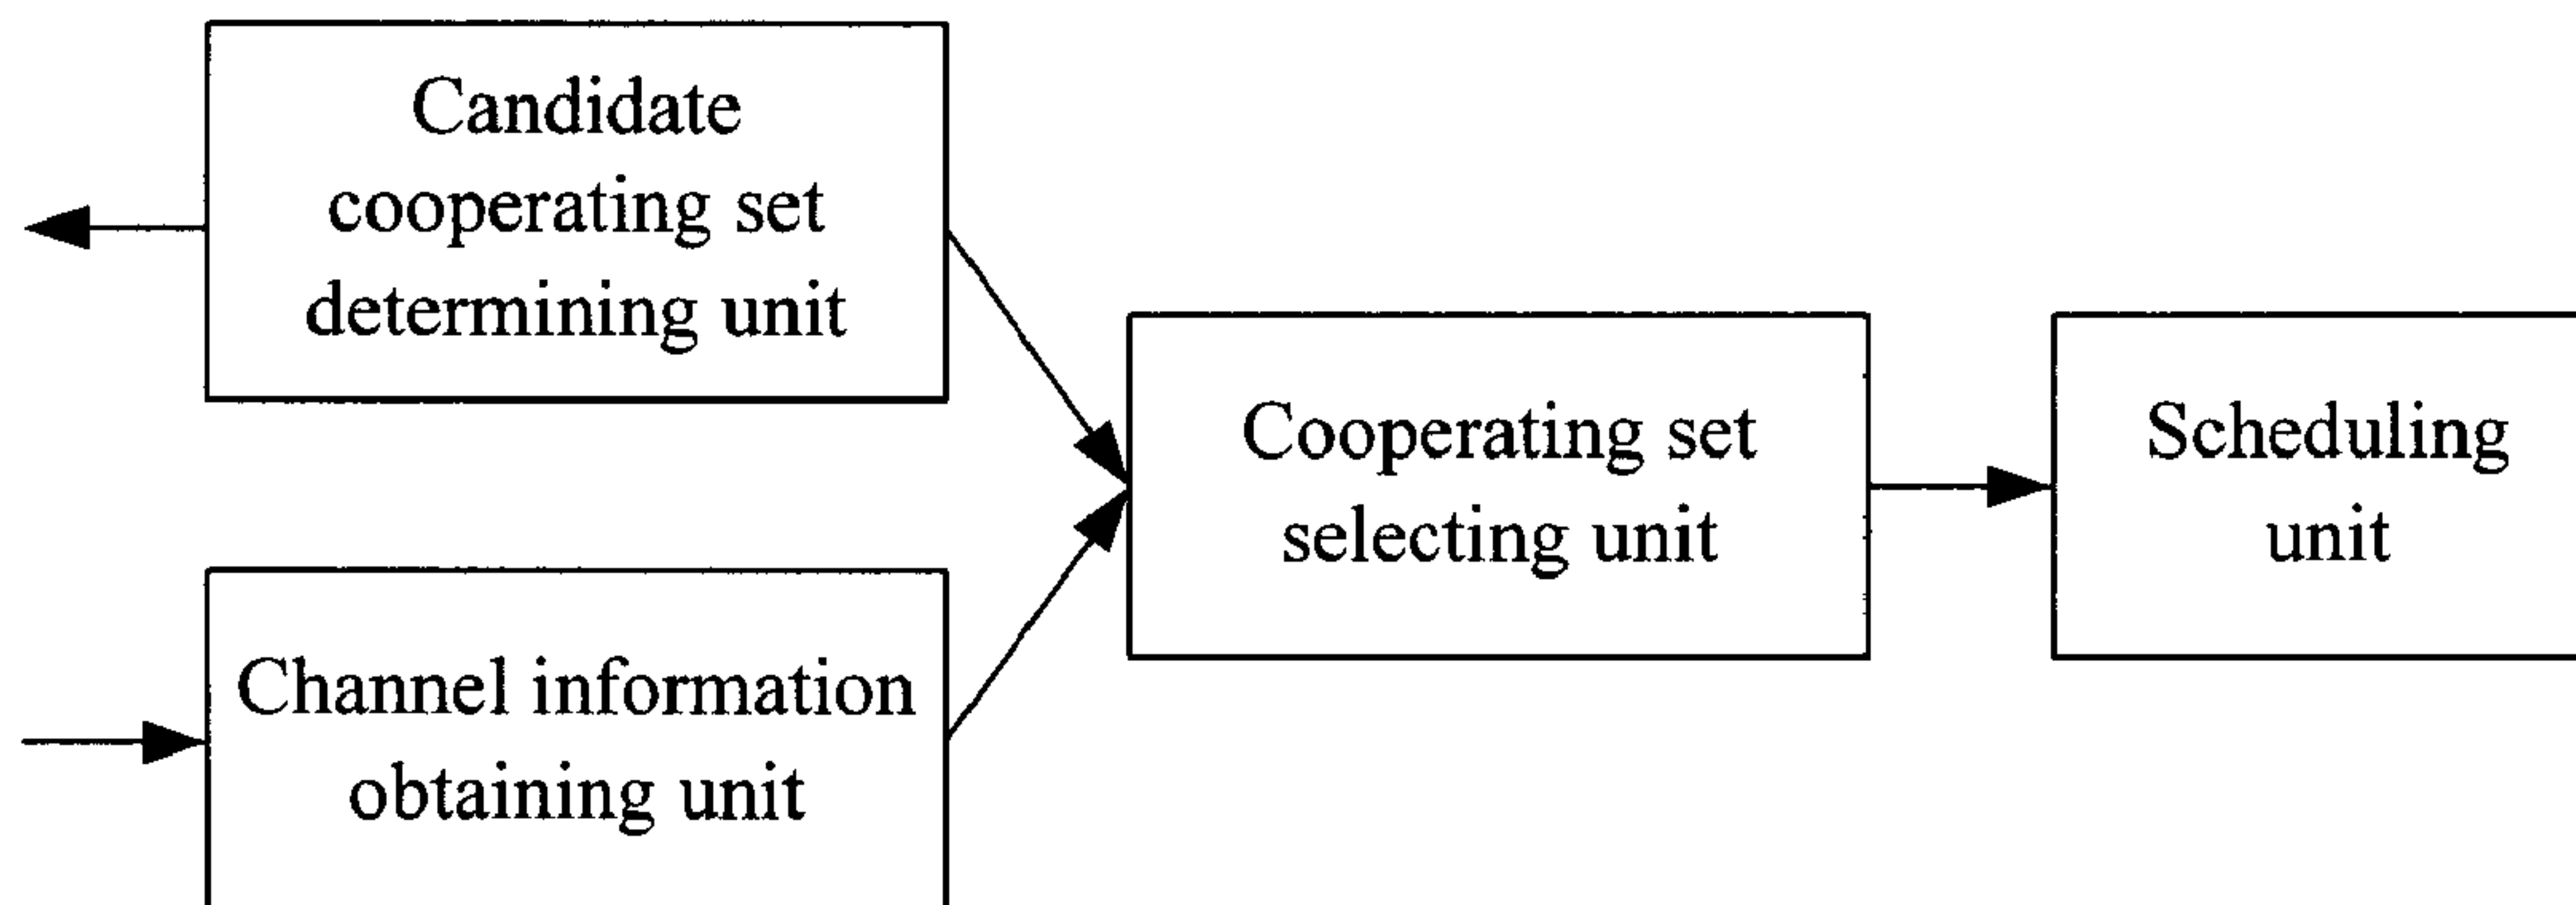 Candidate
cooperating set
determining unit
Cooperating set
selecting unit
Scheduling
unit
Channel information
obtaining unit